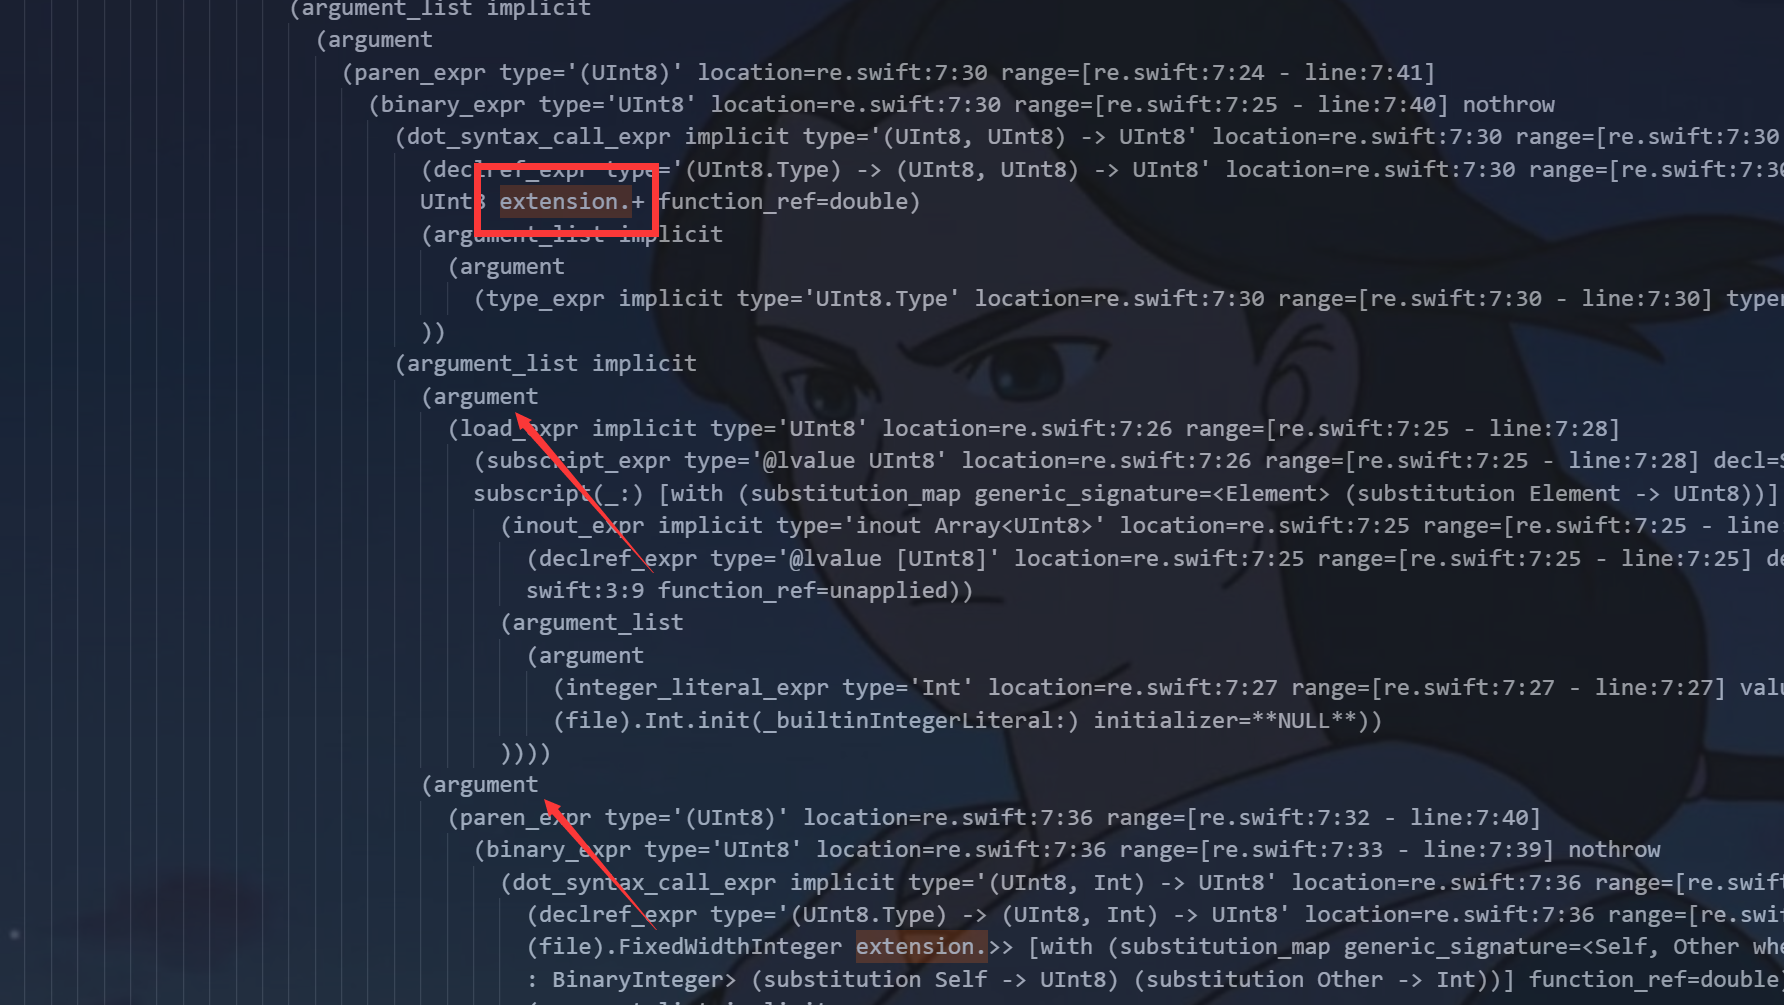 (argument_list implicit
(argument
(paren_expr type='(UInt8)' location=re.swift:7:30 range=[re.swift:7:24 - line:7:41]
(binary_expr type='UInt8' location=re.swift:7:30 range=[re.swift:7:25 - line:7:40] nothrow
(dot_syntax_call_expr implicit type='(UInt8, UInt8) -> UInt8' location=re.swift:7:30 range=[re.swift:7:30
(declref_expr type='(UInt8.Type) -> (UInt8, UInt8) -> UInt8' location=re.swift:7:30 range=[re.swift:7:30
UInt8 extension.+ function_ref=double)
(argument_list implicit
(argument
(type_expr implicit type='UInt8.Type' location=re.swift:7:30 range=[re.swift:7:30 - line:7:30] typer
))
(argument_list implicit
(argument
(load_expr implicit type='UInt8' location=re.swift:7:26 range=[re.swift:7:25 - line:7:28]
(subscript_expr type='@lvalue UInt8' location=re.swift:7:26 range=[re.swift:7:25 - line:7:28] decl=S
subscript(_:) [with (substitution_map generic_signature=<Element> (substitution Element -> UInt8))]
(inout_expr implicit type='inout Array<UInt8>' location=re.swift:7:25 range=[re.swift:7:25 - line
(declref_expr type='@lvalue [UInt8]' location=re.swift:7:25 range=[re.swift:7:25 - line:7:25] de
swift:3:9 function_ref=unapplied))
(argument_list
(argument
(integer_literal_expr type='Int' location=re.swift:7:27 range=[re.swift:7:27 - line:7:27] valu
(file).Int.init(_builtinIntegerLiteral:) initializer=**NULL**))
))))
(argument
(paren_expr type='(UInt8)' location=re.swift:7:36 range=[re.swift:7:32 - line:7:40]
(binary_expr type='UInt8' location=re.swift:7:36 range=[re.swift:7:33 - line:7:39] nothrow
(dot_syntax_call_expr implicit type='(UInt8, Int) -> UInt8' location=re.swift:7:36 range=[re.swift
(declref_expr type='(UInt8.Type) -> (UInt8, Int) -> UInt8' location=re.swift:7:36 range=[re.swi
(file).FixedWidthInteger extension.>> [with (substitution_map generic_signature=<Self, Other whe
: BinaryInteger> (substitution Self -> UInt8) (substitution Other -> Int))] function_ref=double)